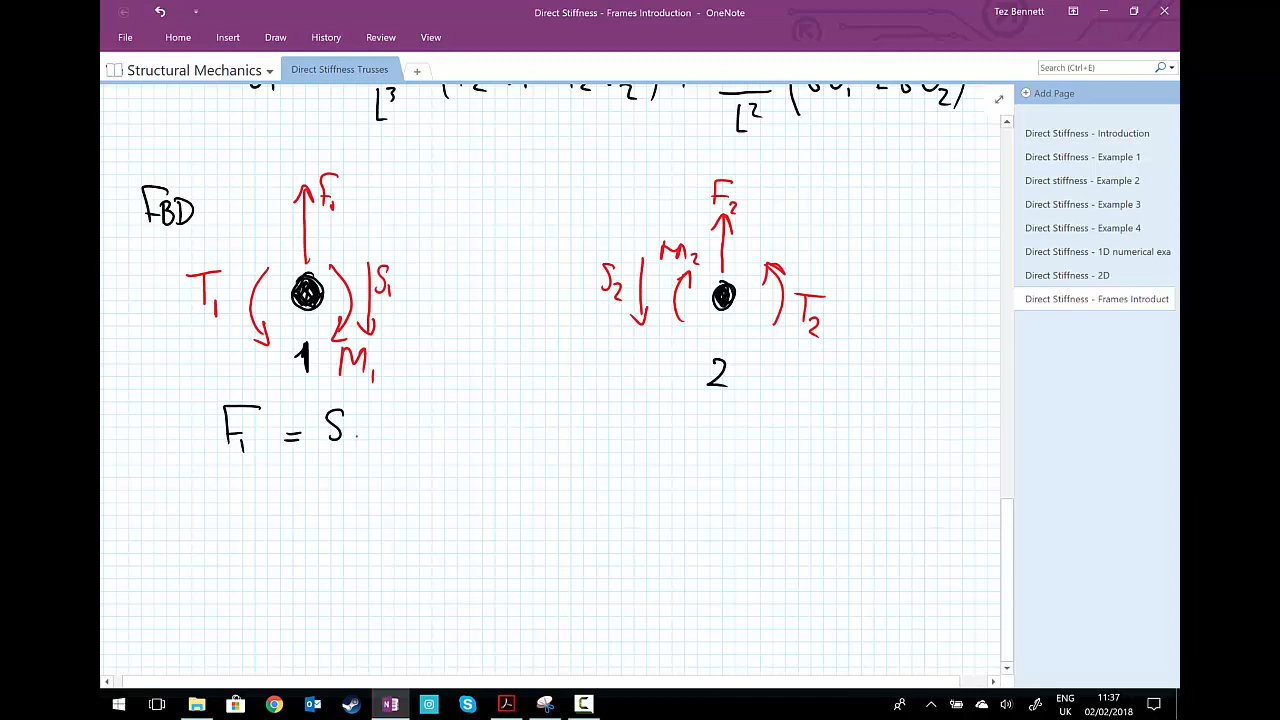 Direct Stiffness - Frames Introduction - OneNote
Tez Bennett
File Home Insert Draw History Review View
Structural Mechanics
Direct Stiffness Trusses
Search (Ctrl+E)
Add Page
Direct Stiffness - Introduction
Direct Stiffness - Example 1
Direct stiffness - Example 2
Direct Stiffness - Example 3
Direct Stiffness - Example 4
Direct Stiffness - 1D numerical exa
Direct Stiffness - 2D
Direct Stiffness - Frames Introduct
L³ L²
FBD
F₁ F₂
T₁ S₁ S₂ M₂ T₂
1 M₁ 2
F₁ = S
ENG 11:37
UK 02/02/2018